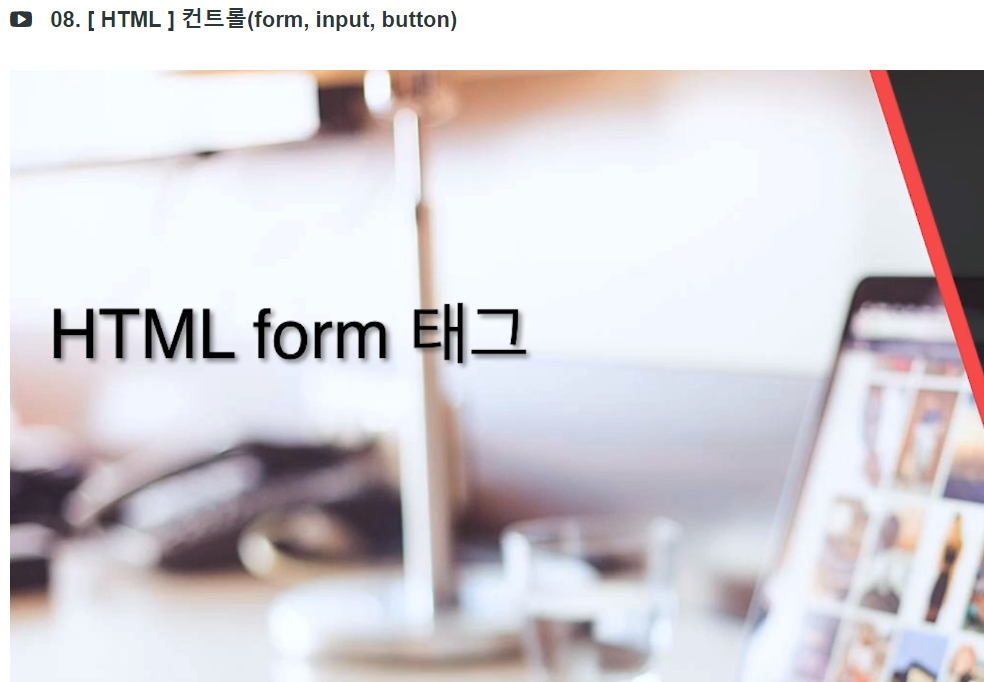 08. [ HTML ] 컨트롤(form, input, button)
HTML form 태그